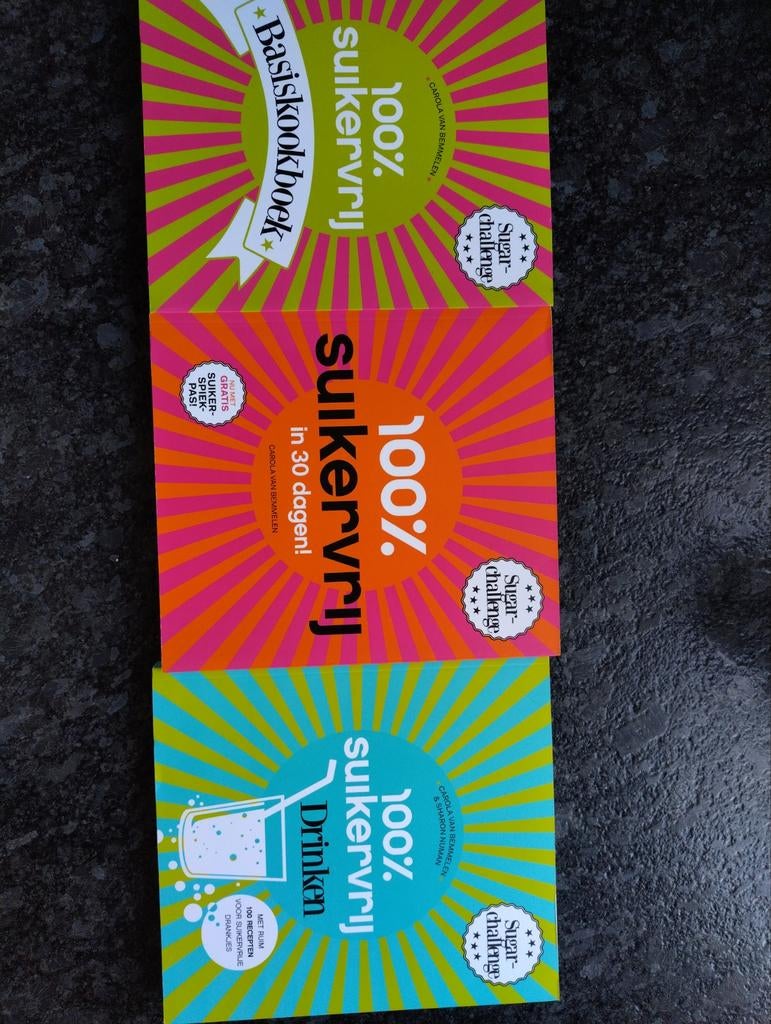 CAROLA VAN BEMMELEN
100%
suikervrij
Basiskookboek
Sugar-
challenge
100%
suikervrij
in 30 dagen!
CAROLA VAN BEMMELEN
NU MET
GRATIS
SUIKER-
SPIEK-
PAS!
Sugar-
challenge
CAROLA VAN BEMMELEN
& SHARON NUMAN
100%
suikervrij
Drinken
MET RUIM
100 RECEPTEN
VOOR SUIKERVRIJE
DRANKJES
Sugar-
challenge